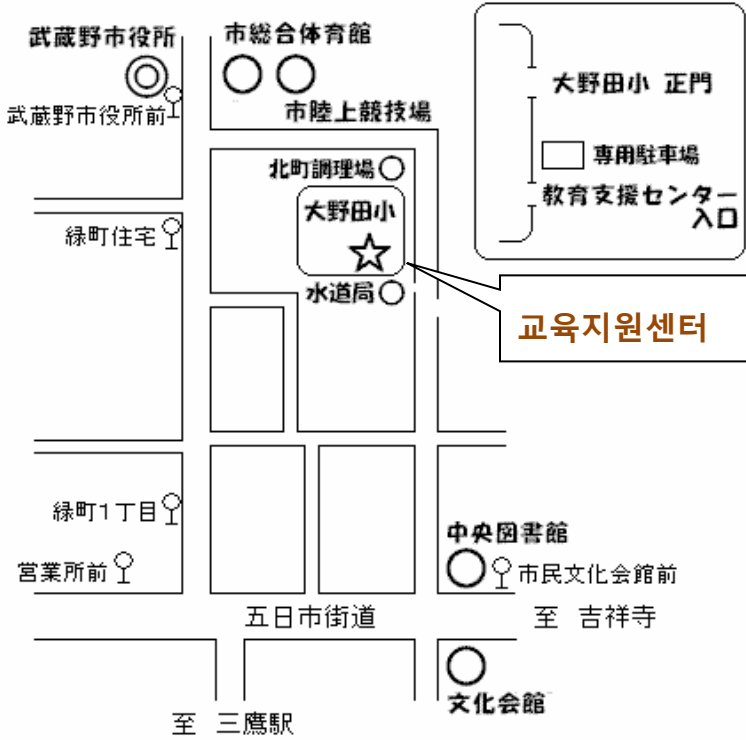 武蔵野市役所
市総合体育館
武蔵野市役所前
市陸上競技場
大野田小 正門
専用駐車場
教育支援センター
入口
北町調理場
大野田小
緑町住宅
水道局
교육지원센터
緑町1丁目
営業所前
中央図書館
市民文化会館前
五日市街道
至 吉祥寺
文化会館
至 三鷹駅